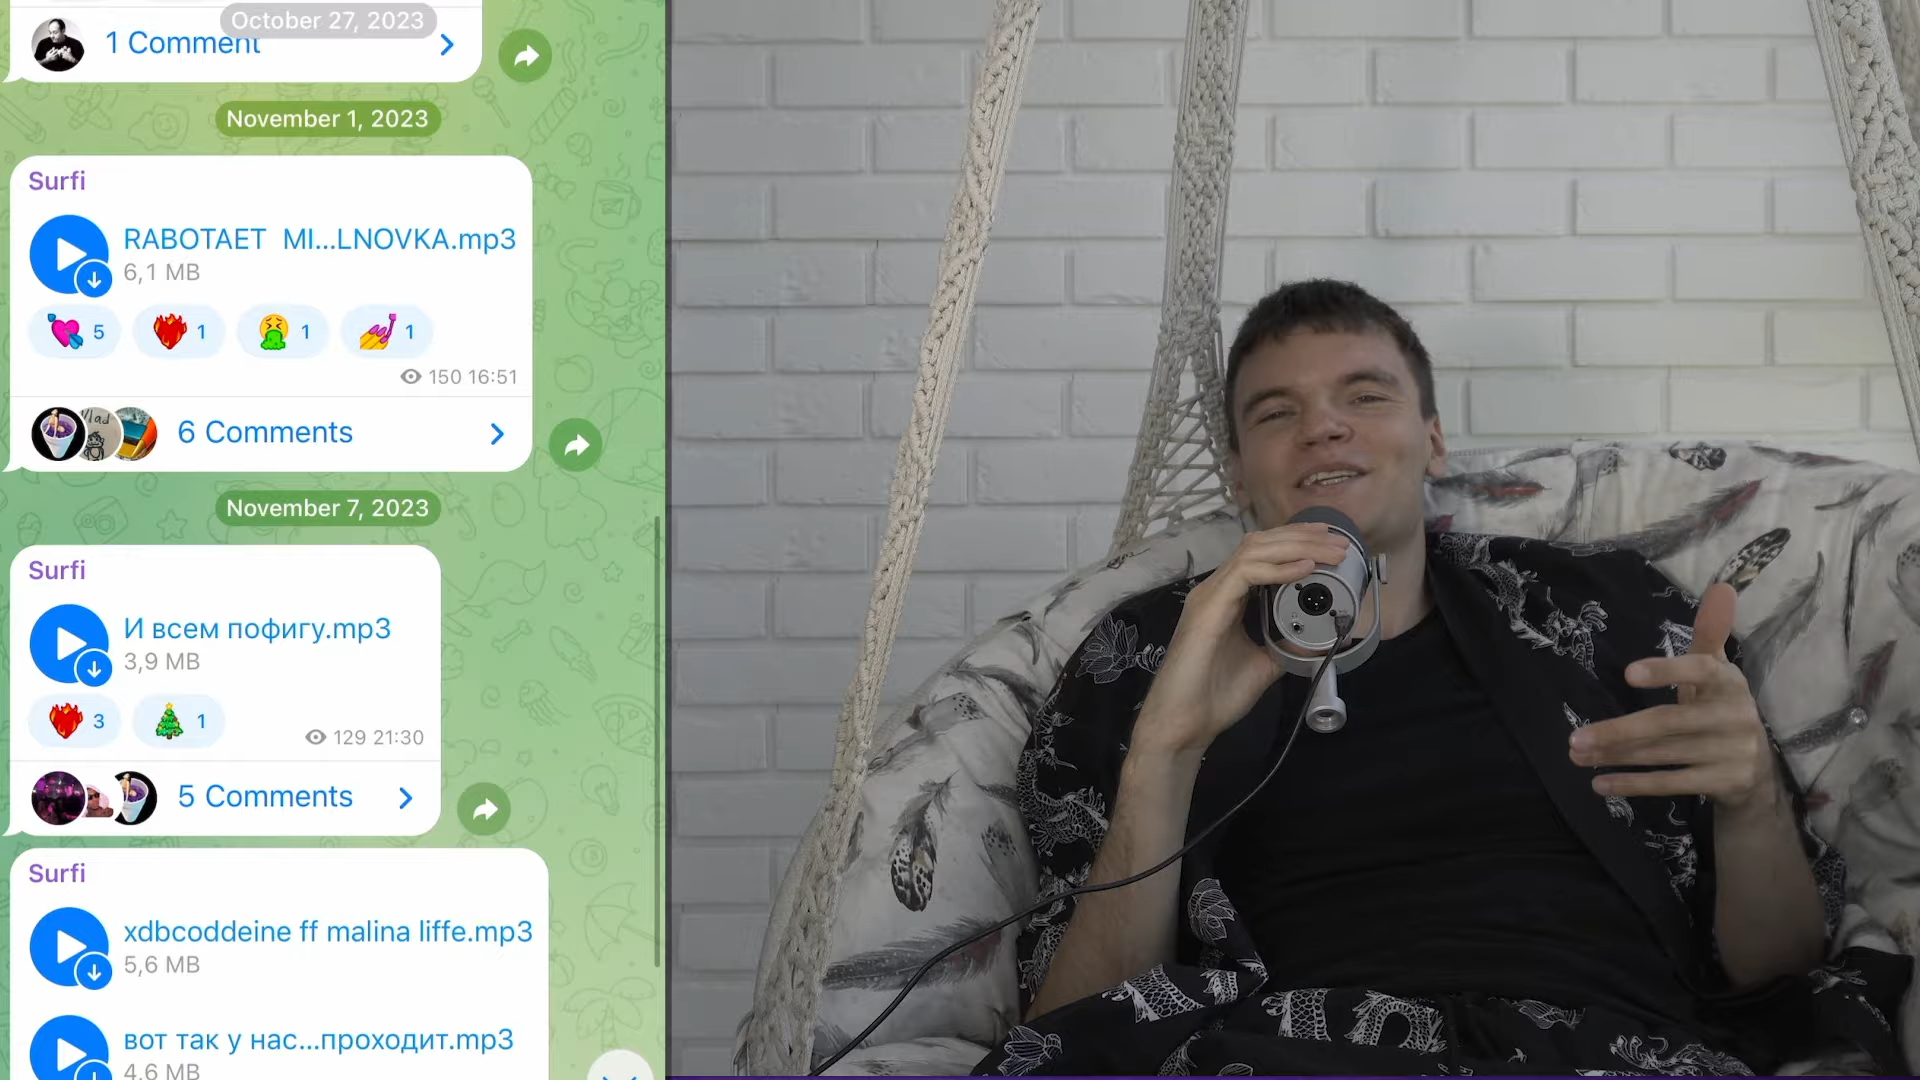 October 27, 2023
1 Comment
November 1, 2023
Surfi
RABOTAET MI...LNOVKA.mp3
6,1 MB
5
1
1
1
150 16:51
Vlad
6 Comments
November 7, 2023
Surfi
И всем пофигу.mp3
3,9 MB
3
1
129 21:30
5 Comments
Surfi
xdbcoddeine ff malina liffe.mp3
5,6 MB
вот так у нас...проходит.mp3
4,6 MB